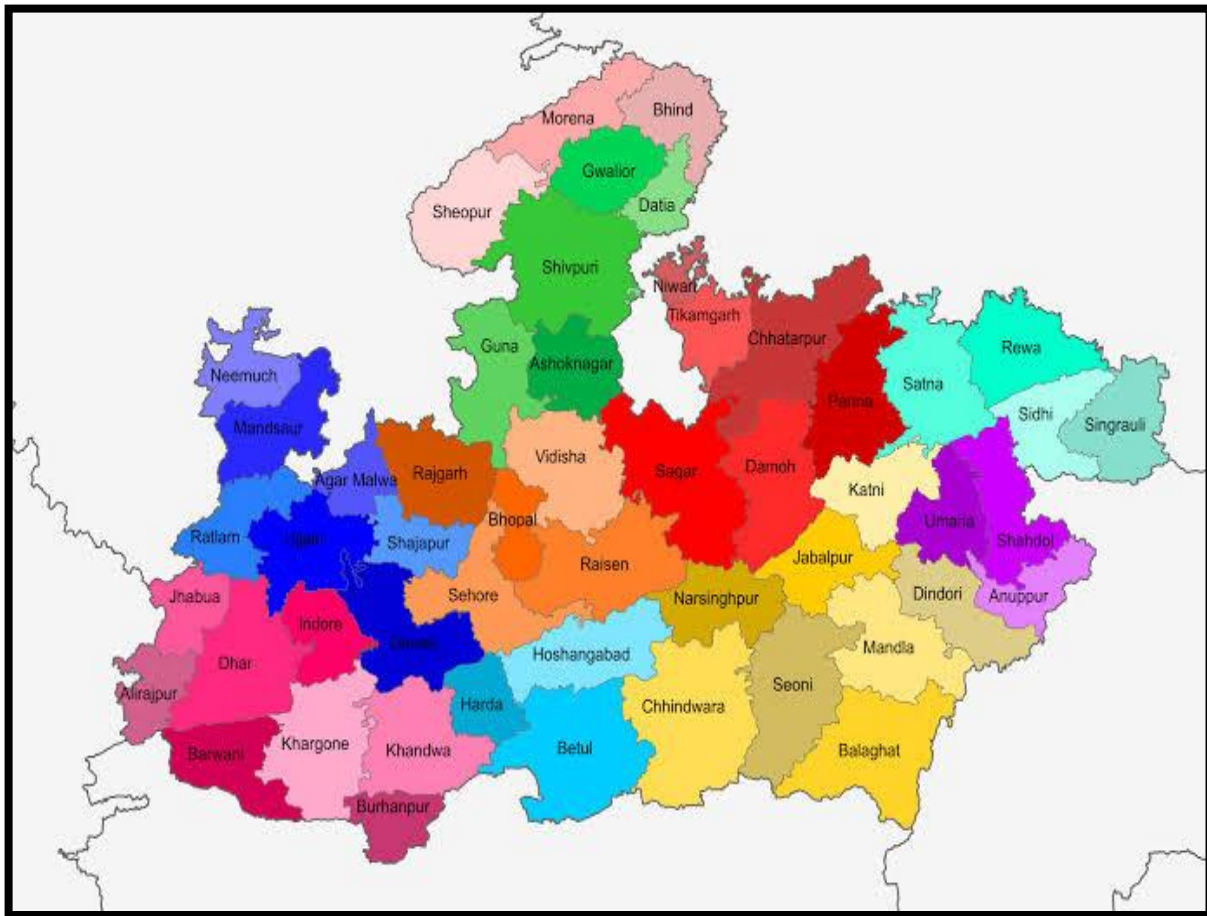 Bhind
Morena
Gwalior
Datia
Sheopur
Shivpuri
Niwari
Tikamgarh
Chhatarpur
Guna
Ashoknagar
Rewa
Neemuch
Satna
Panna
Sidhi
Singrauli
Mandsaur
Vidisha
Sagar
Damoh
Rajgarh
Agar Malwa
Katni
Bhopal
Umaria
Ratlam
Shajapur
Shahdol
Raisen
Jabalpur
Jhabua
Sehore
Narsinghpur
Dindori
Anuppur
Indore
Mandla
Hoshangabad
Dhar
Seoni
Alirajpur
Harda
Chhindwara
Barwani
Khargone
Khandwa
Betul
Balaghat
Burhanpur